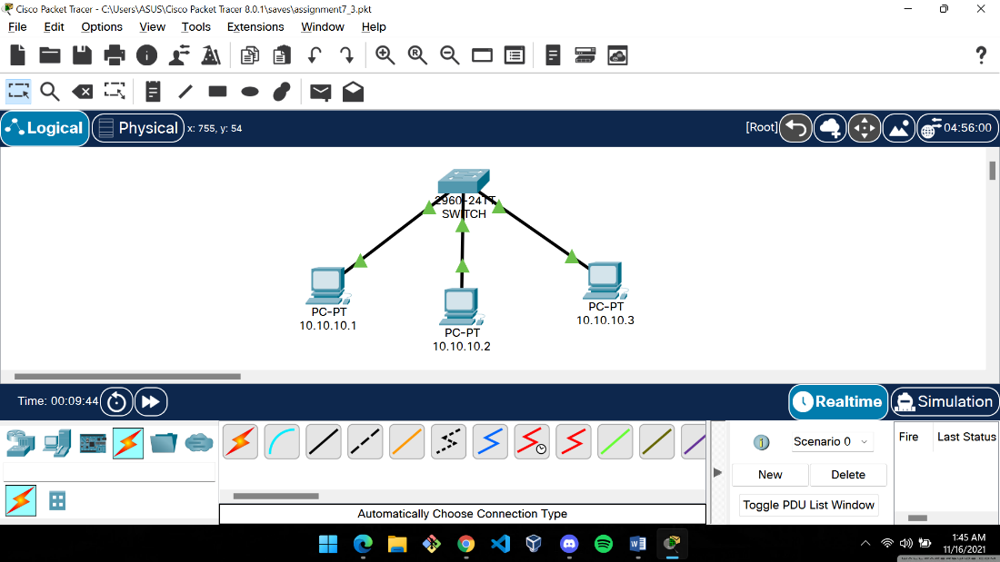 Cisco Packet Tracer - C:\Users\ASUS\Cisco Packet Tracer 8.0.1\saves\assignment7_3.pkt
File Edit Options View Tools Extensions Window Help
Logical Physical x: 755, y: 54 [Root] 04:56:00
2960-24TT
SWITCH
PC-PT
10.10.10.1
PC-PT
10.10.10.2
PC-PT
10.10.10.3
Time: 00:09:44 Realtime Simulation
Scenario 0
New Delete
Toggle PDU List Window
Fire Last Status
Automatically Choose Connection Type
1:45 AM
11/16/2021